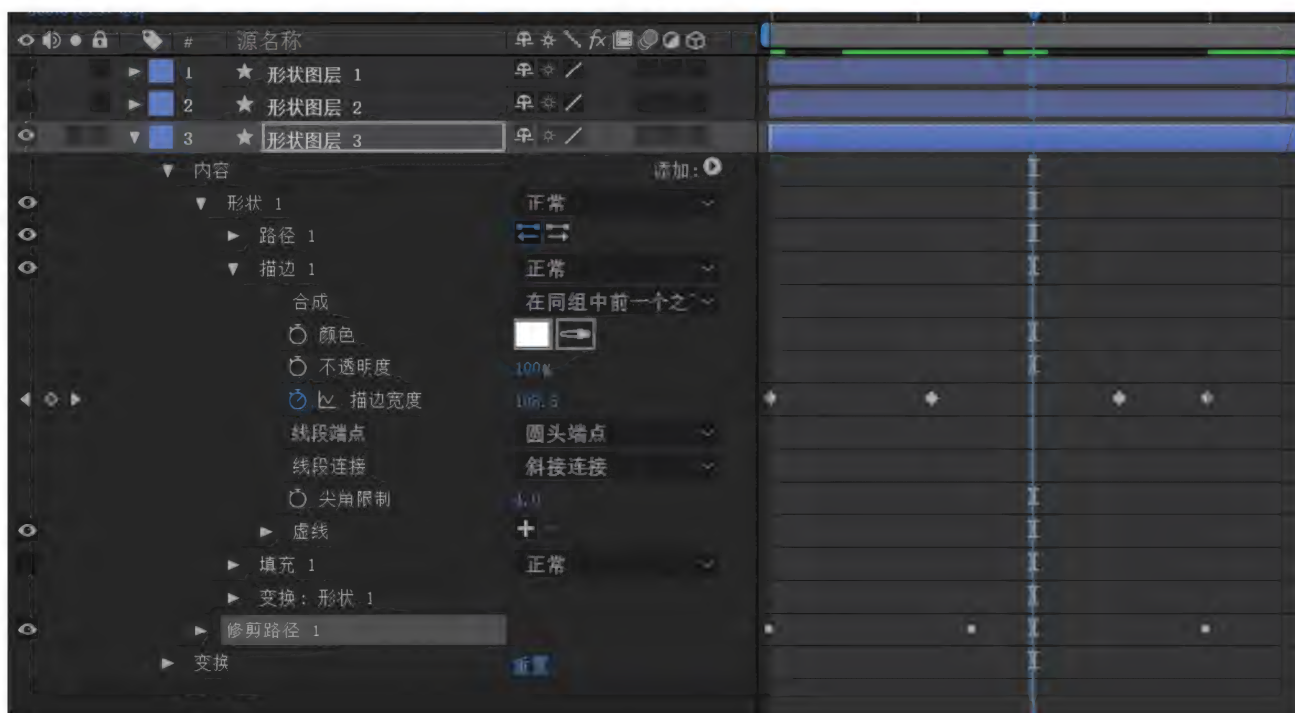 # 源名称
1 形状图层 1
2 形状图层 2
3 形状图层 3
内容 添加:
形状 1 正常
路径 1
描边 1 正常
合成 在同组中前一个之
颜色
不透明度 100%
描边宽度
线段端点 圆头端点
线段连接 斜接连接
尖角限制 4.0
虚线
填充 1 正常
变换: 形状 1
修剪路径 1
变换 重置